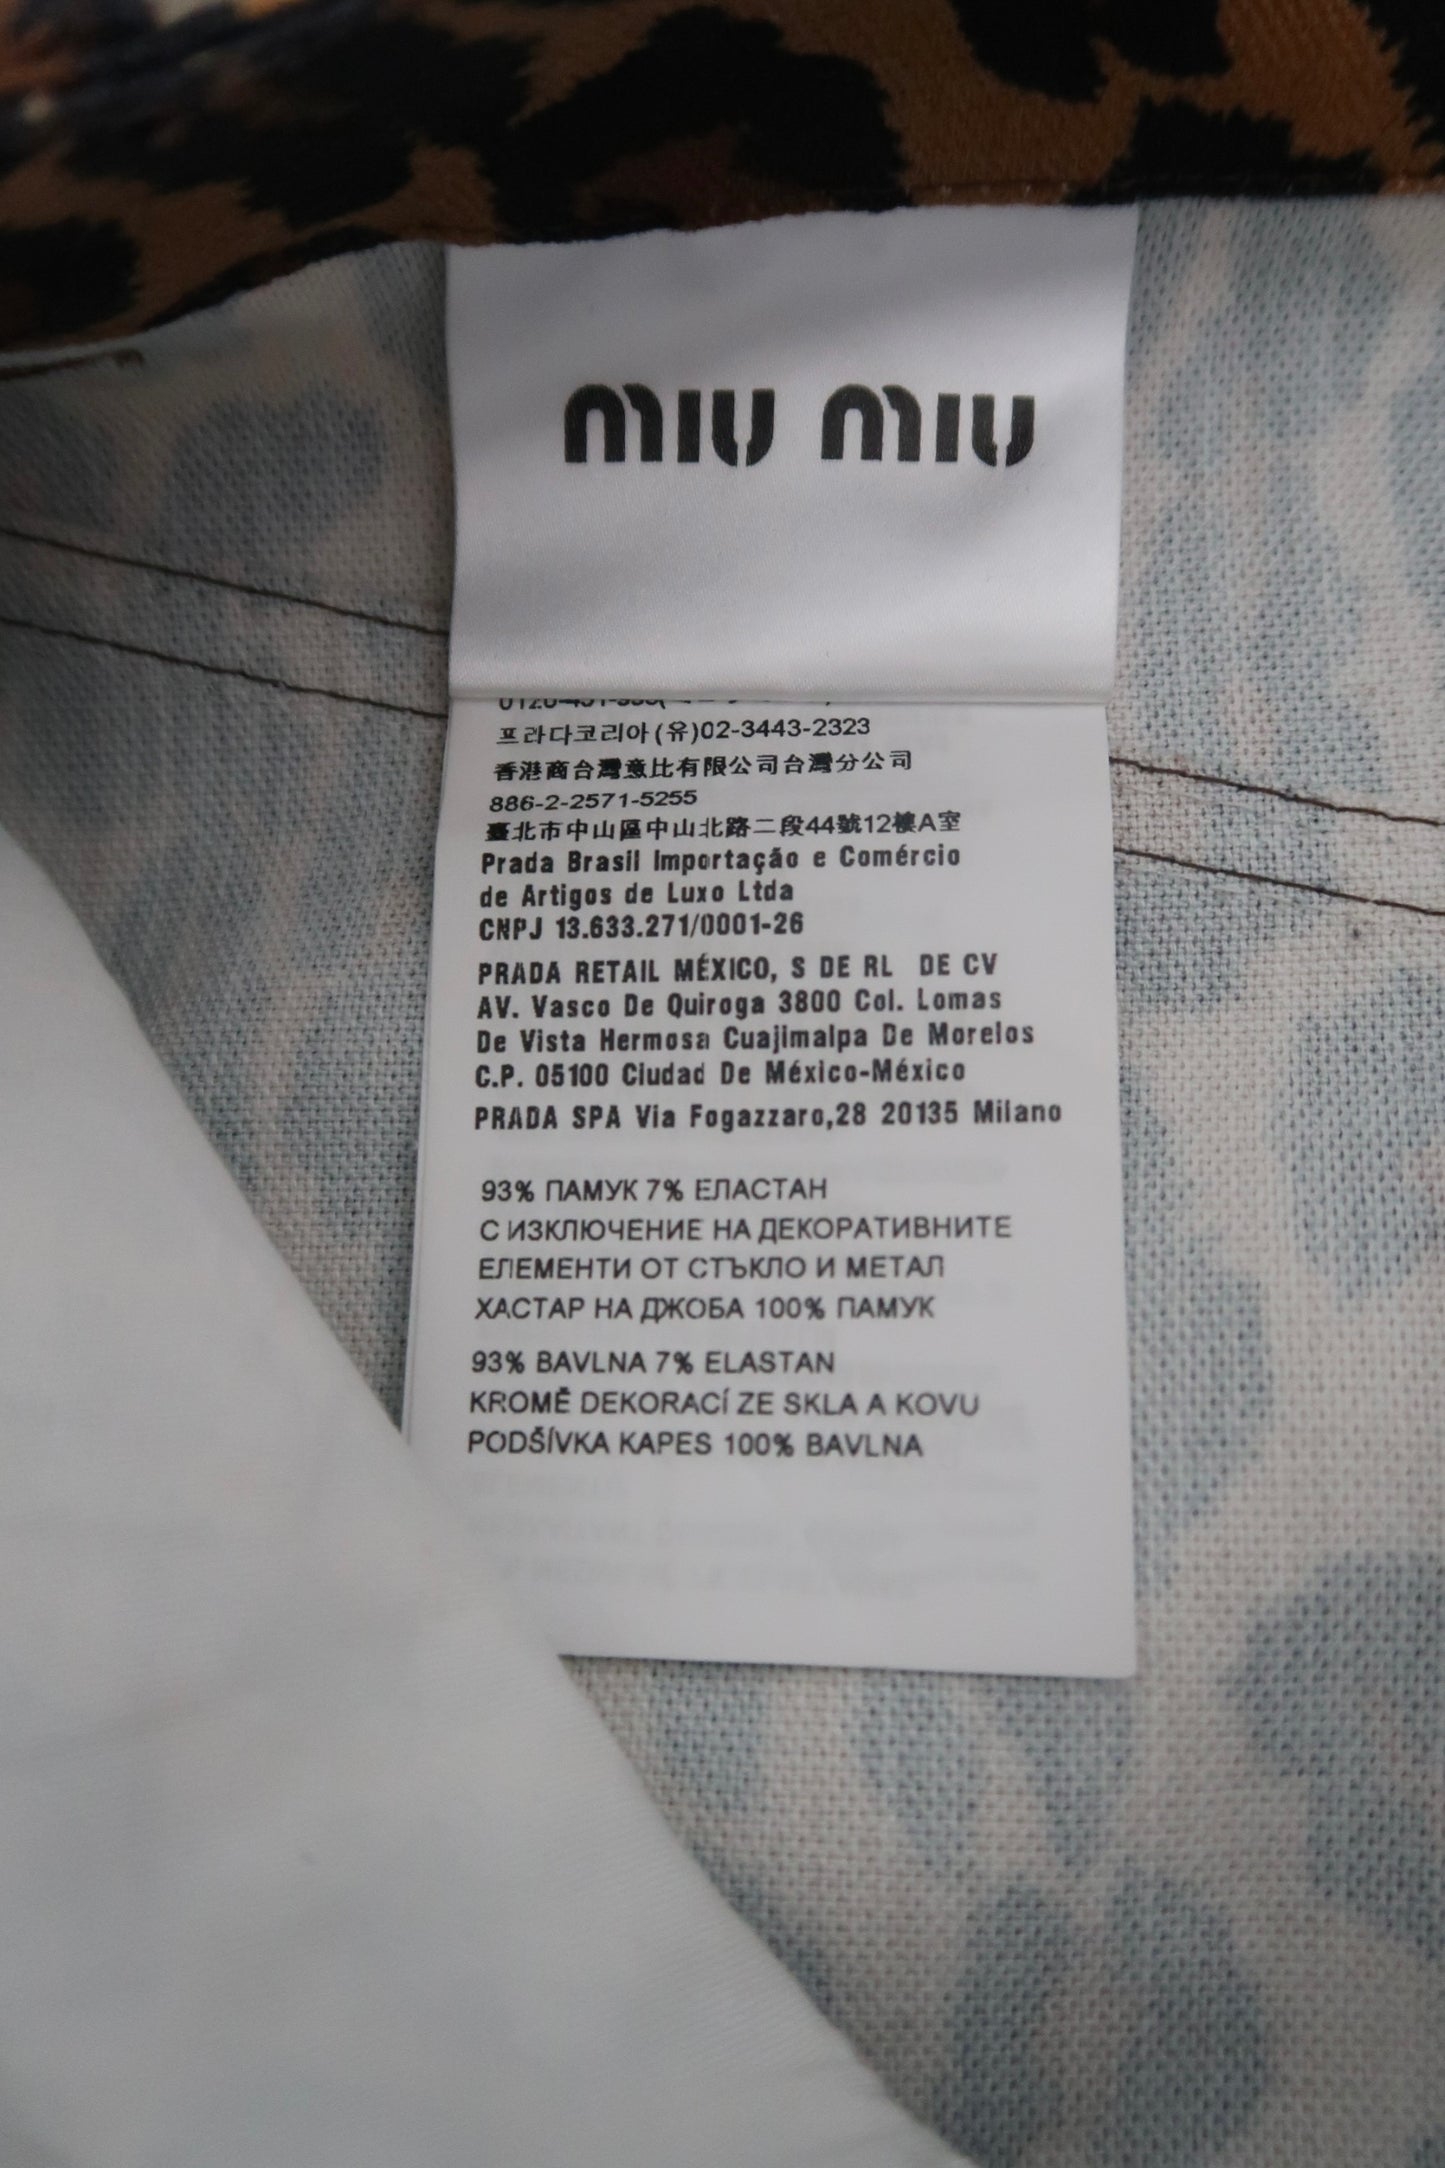 miu miu
프라다코리아(유)02-3443-2323
香港商台灣意比有限公司台灣分公司
886-2-2571-5255
臺北市中山區中山北路二段44號12樓A室
Prada Brasil Importação e Comércio
de Artigos de Luxo Ltda
CNPJ 13.633.271/0001-26
PRADA RETAIL MÉXICO, S DE RL DE CV
AV. Vasco De Quiroga 3800 Col. Lomas
De Vista Hermosa Cuajimalpa De Morelos
C.P. 05100 Ciudad De México-México
PRADA SPA Via Fogazzaro,28 20135 Milano
93% ПАМУК 7% ЕЛАСТАН
С ИЗКЛЮЧЕНИЕ НА ДЕКОРАТИВНИТЕ
ЕЛЕМЕНТИ ОТ СТЪКЛО И МЕТАЛ
ХАСТАР НА ДЖОБА 100% ПАМУК
93% BAVLNA 7% ELASTAN
KROMĚ DEKORACÍ ZE SKLA A KOVU
PODŠÍVKA KAPES 100% BAVLNA